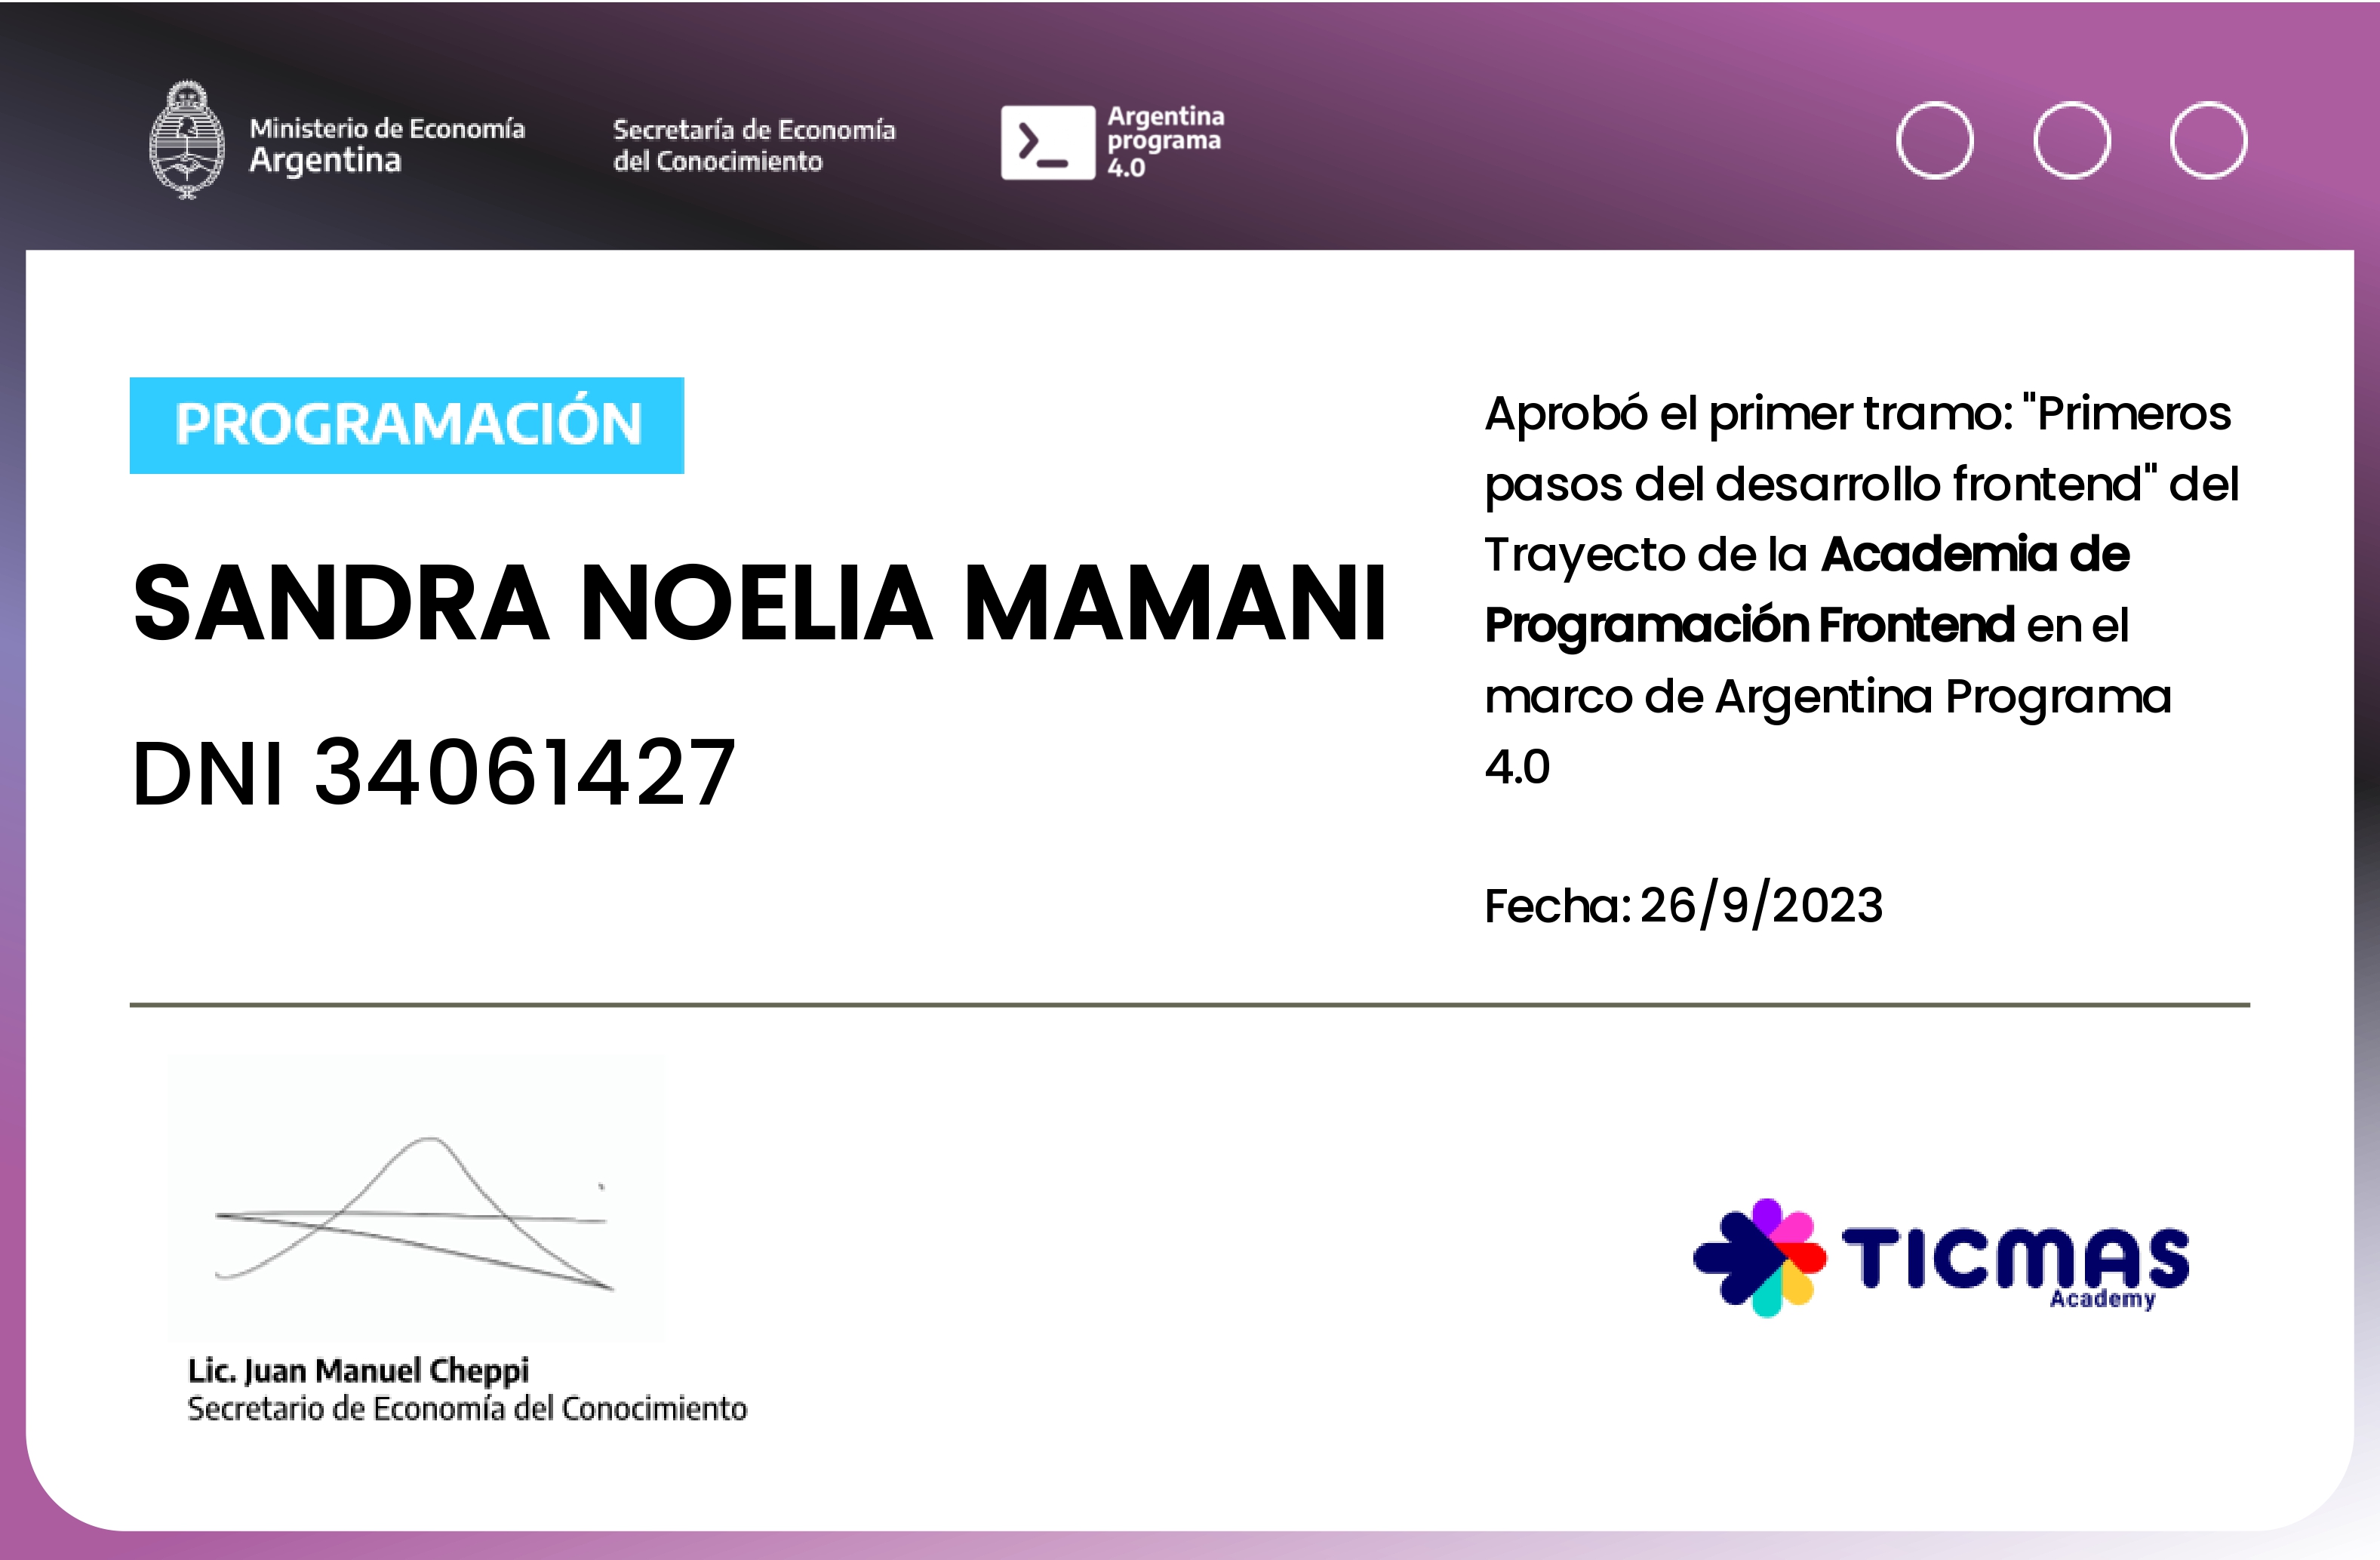 Ministerio de Economía
Argentina
Secretaría de Economía
del Conocimiento
Argentina
programa
4.0
PROGRAMACIÓN
SANDRA NOELIA MAMANI
DNI 34061427
Aprobó el primer tramo: "Primeros
pasos del desarrollo frontend" del
Trayecto de la Academia de
Programación Frontend en el
marco de Argentina Programa
4.0
Fecha: 26/9/2023
Lic. Juan Manuel Cheppi
Secretario de Economía del Conocimiento
TICMAS
Academy